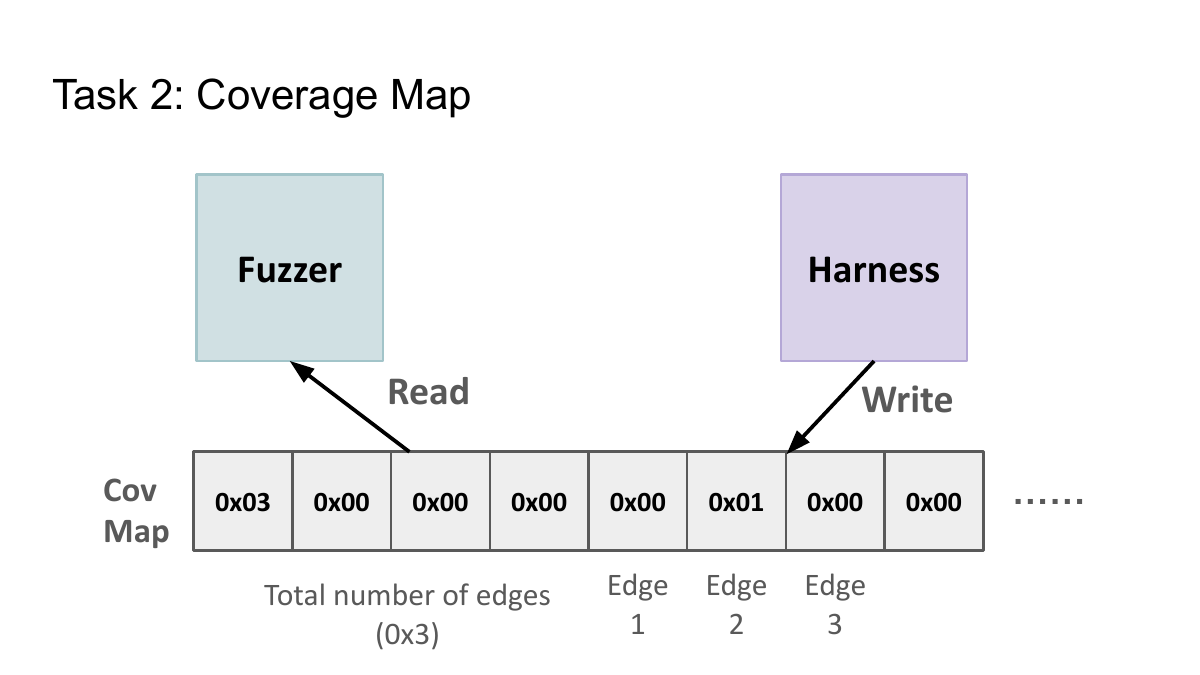 Task 2: Coverage Map
Fuzzer
Harness
Read
Write
Cov
Map
0x03 0x00 0x00 0x00 0x00 0x01 0x00 0x00 ......
Total number of edges
(0x3)
Edge
1
Edge
2
Edge
3